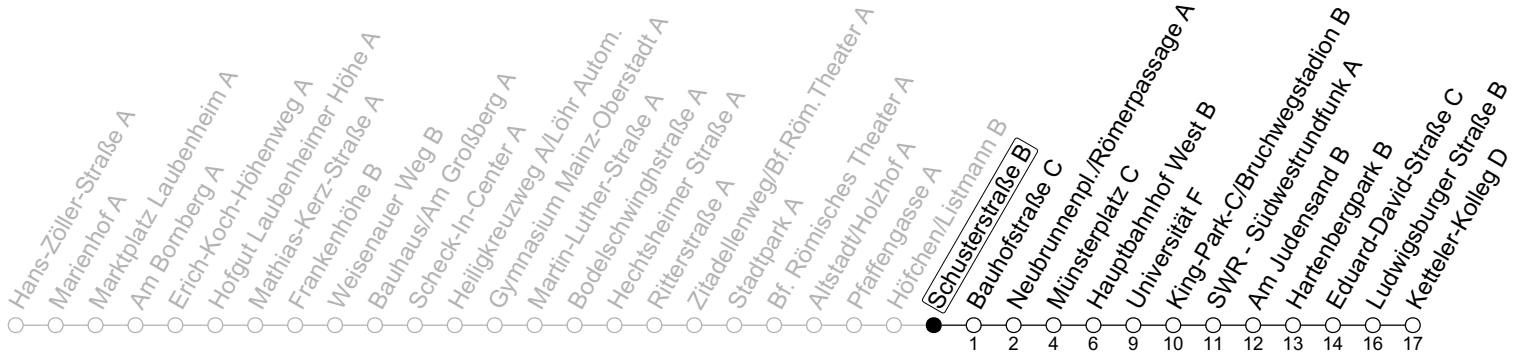 Hans-Zöller-Straße A
Marienhof A
Marktplatz Laubenheim A
Am Bomberg A
Erich-Koch-Höhenweg A
Hofgut Laubenheimer Höhe A
Mathias-Kerz-Straße A
Frankenhöhe B
Weisenauer Weg B
Bauhaus/Am Großberg A
Scheck-In-Center A
Heiligkreuzweg A/Löhr Autom.
Gymnasium Mainz-Oberstadt A
Martin-Luther-Straße A
Bodelschwinghstraße A
Hechtsheimer Straße A
Ritterstraße A
Zitadellenweg/Bf.Röm.Theater A
Stadtpark A
Bf. Römisches Theater A
Altstadt/Holzhof A
Pfaffengasse A
Höfchen/Listmann B
Schusterstraße B
Bauhofstraße C
Neubrunnenpl./Römerpassage A
Münsterplatz C
Hauptbahnhof West B
Universität F
King-Park-C/Bruchwegstadion B
SWR - Südwestrundfunk A
Am Judensand B
Hartenbergpark B
Eduard-David-Straße C
Ludwigsburger Straße B
Ketteler-Kolleg D
1 2 4 6 9 10 11 12 13 14 16 17